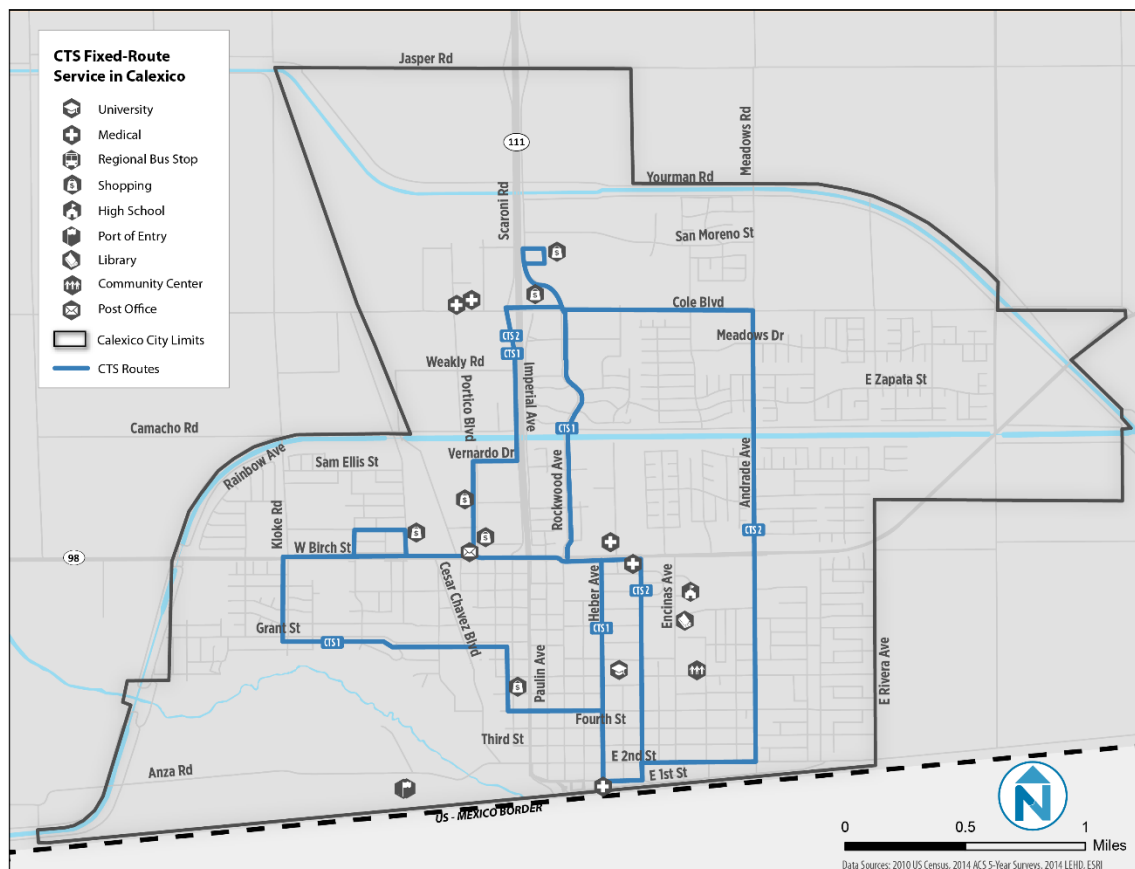 CTS Fixed-Route
Service in Calexico
University
Medical
Regional Bus Stop
Shopping
High School
Port of Entry
Library
Community Center
Post Office
Calexico City Limits
CTS Routes
Jasper Rd
111
Meadows Rd
Yourman Rd
Scaroni Rd
San Moreno St
Cole Blvd
CTS 2
Meadows Dr
CTS 1
Weakly Rd
Imperial Ave
E Zapata St
Portico Blvd
Camacho Rd
CTS 1
Rainbow Ave
Vernardo Dr
Sam Ellis St
Rockwood Ave
Andrade Ave
Kloke Rd
CTS 2
W Birch St
98
Cesar Chavez Blvd
Heber Ave
CTS 2
Encinas Ave
Grant St
CTS 1
CTS 1
Paulin Ave
E Rivera Ave
Fourth St
Third St
E 2nd St
E 1st St
Anza Rd
US - MEXICO BORDER
N
0 0.5 1
Miles
Data Sources: 2010 US Census, 2014 ACS 5-Year Surveys, 2014 LEHD, ESRI